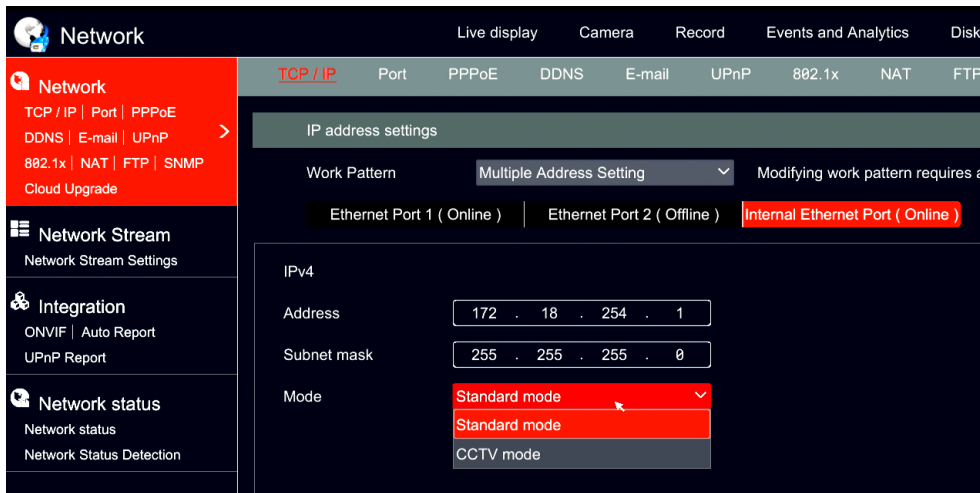 Network
Live display Camera Record Events and Analytics Disk
Network
TCP / IP | Port | PPPoE
DDNS | E-mail | UPnP
802.1x | NAT | FTP | SNMP
Cloud Upgrade
Network Stream
Network Stream Settings
Integration
ONVIF | Auto Report
UPnP Report
Network status
Network status
Network Status Detection
TCP / IP Port PPPoE DDNS E-mail UPnP 802.1x NAT FTP
IP address settings
Work Pattern Multiple Address Setting Modifying work pattern requires a
Ethernet Port 1 ( Online ) Ethernet Port 2 ( Offline ) Internal Ethernet Port ( Online )
IPv4
Address 172 . 18 . 254 . 1
Subnet mask 255 . 255 . 255 . 0
Mode Standard mode
Standard mode
CCTV mode